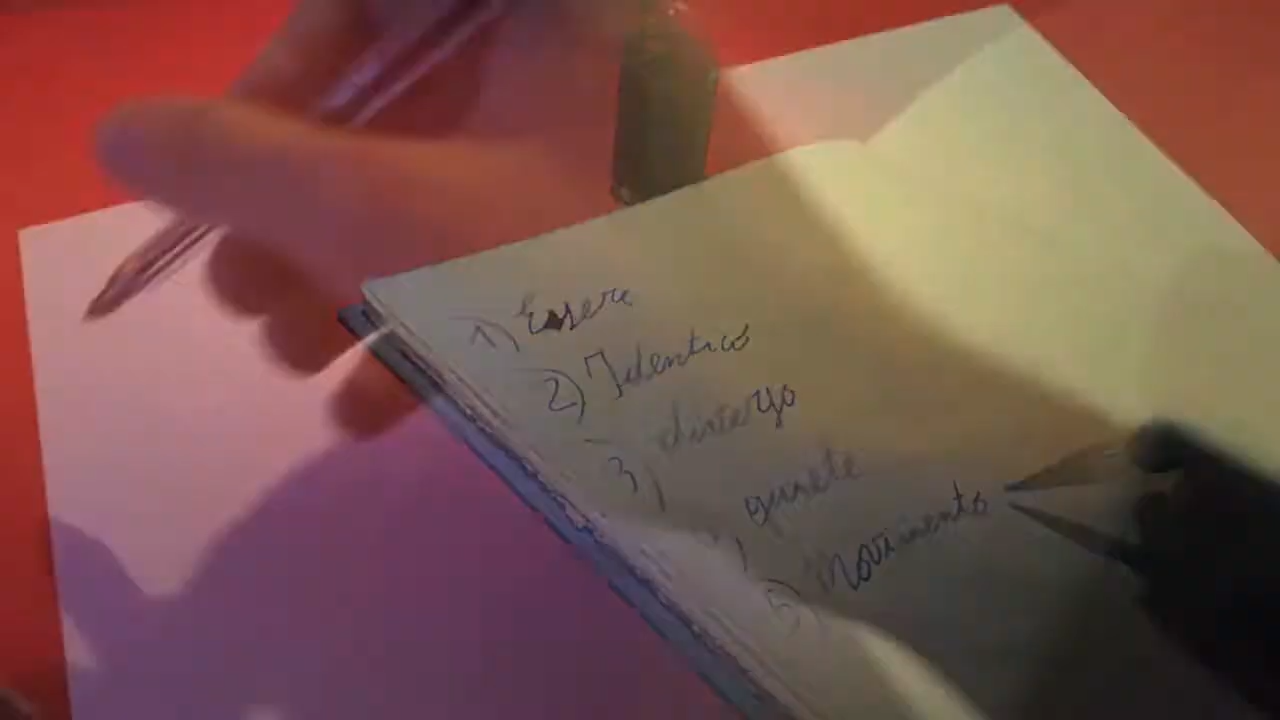 1) Essere
2) Identico
3) diverso
quiete
5) Movimento